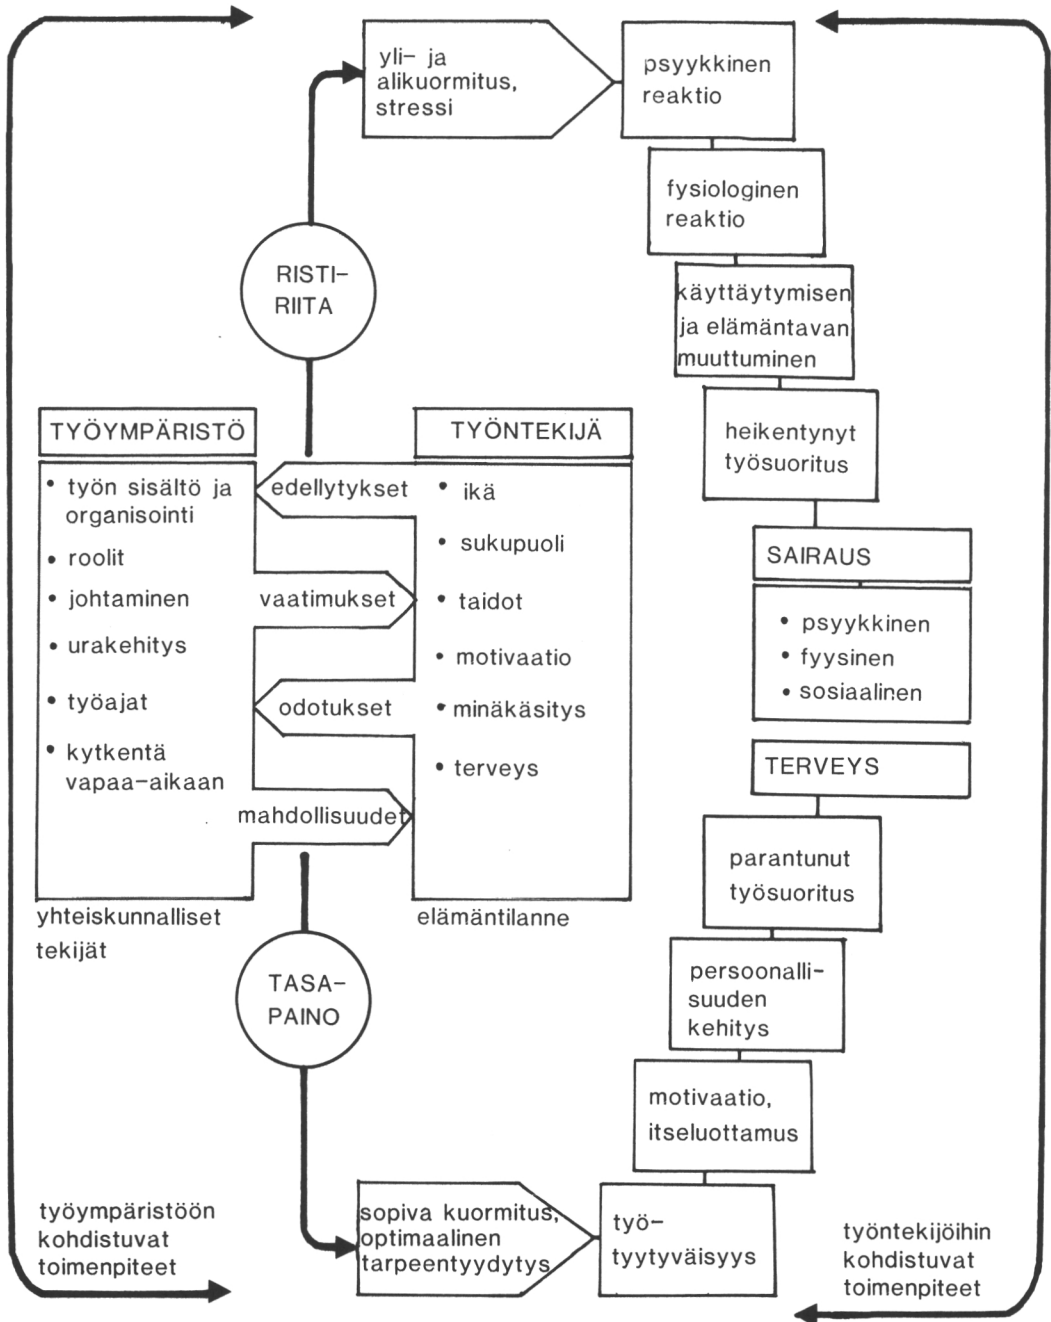 yli- ja
alikuormitus,
stressi
psyykkinen
reaktio
fysiologinen
reaktio
RISTI-
RIITA
käyttäytymisen
ja elämäntavan
muuttuminen
heikentynyt
työsuoritus
SAIRAUS
• psyykkinen
• fyysinen
• sosiaalinen
TYÖYMPÄRISTÖ
• työn sisältö ja
organisointi
• roolit
• johtaminen
• urakehitys
• työajat
• kytkentä
vapaa-aikaan
yhteiskunnalliset
tekijät
edellytykset
vaatimukset
odotukset
mahdollisuudet
TYÖNTEKIJÄ
• ikä
• sukupuoli
• taidot
• motivaatio
• minäkäsitys
• terveys
elämäntilanne
TERVEYS
parantunut
työsuoritus
persoonalli-
suuden
kehitys
motivaatio,
itseluottamus
TASA-
PAINO
sopiva kuormitus,
optimaalinen
tarpeentyydytys
työ-
tyytyväisyys
työympäristöön
kohdistuvat
toimenpiteet
työntekijöihin
kohdistuvat
toimenpiteet